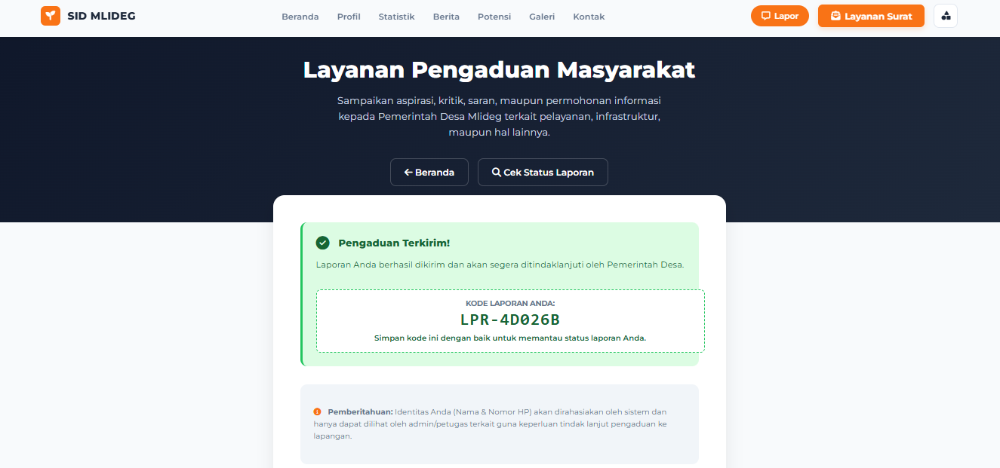 SID MLIDEG
Beranda
Profil
Statistik
Berita
Potensi
Galeri
Kontak
Lapor
Layanan Surat
Layanan Pengaduan Masyarakat
Sampaikan aspirasi, kritik, saran, maupun permohonan informasi
kepada Pemerintah Desa Mlideg terkait pelayanan, infrastruktur,
maupun hal lainnya.
Beranda
Cek Status Laporan
Pengaduan Terkirim!
Laporan Anda berhasil dikirim dan akan segera ditindaklanjuti oleh Pemerintah Desa.
KODE LAPORAN ANDA:
LPR-4D026B
Simpan kode ini dengan baik untuk memantau status laporan Anda.
Pemberitahuan: Identitas Anda (Nama & Nomor HP) akan dirahasiakan oleh sistem dan
hanya dapat dilihat oleh admin/petugas terkait guna keperluan tindak lanjut pengaduan ke
lapangan.